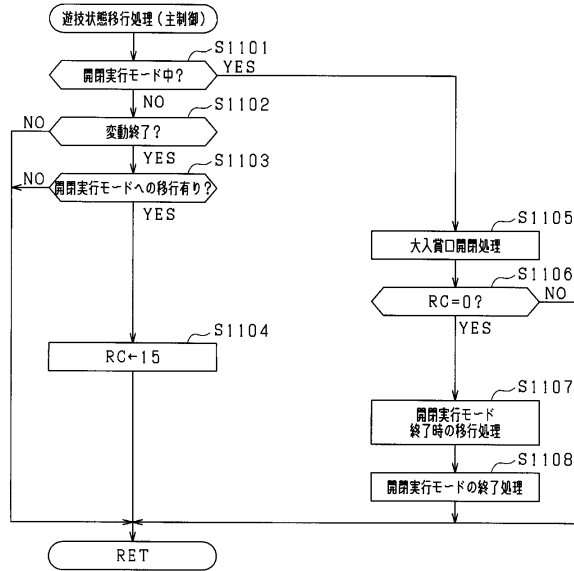 遊技状態移行処理(主制御)
S1101
開閉実行モード中?
YES
NO
S1102
変動終了?
NO
YES
S1103
開閉実行モードへの移行有り?
NO
YES
S1104
RC←15
S1105
大入賞口開閉処理
S1106
RC=0?
NO
YES
S1107
開閉実行モード
終了時の移行処理
S1108
開閉実行モードの終了処理
RET